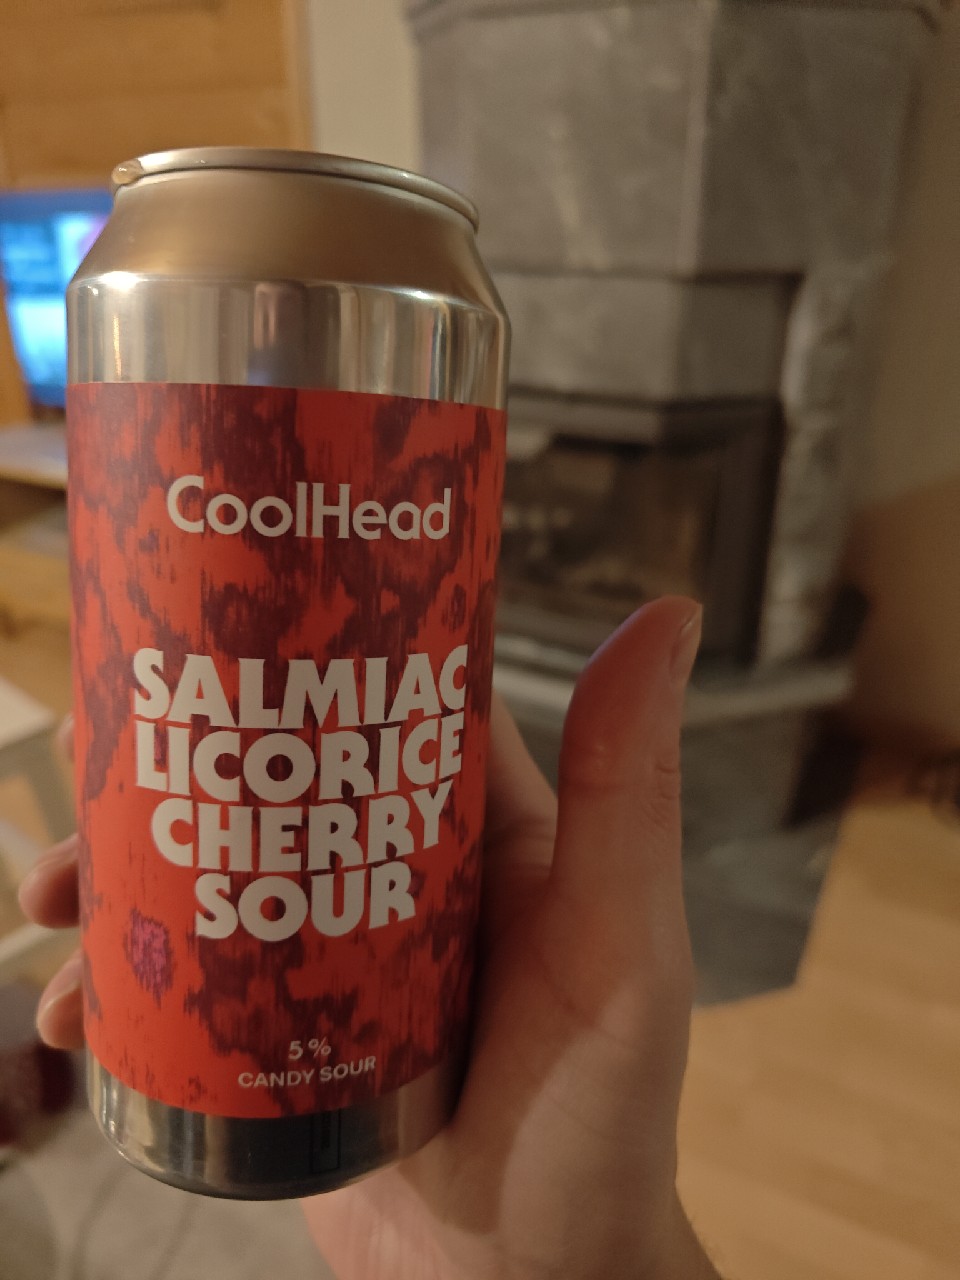 CoolHead
SALMIAC
LICORICE
CHERRY
SOUR
5%
CANDY SOUR